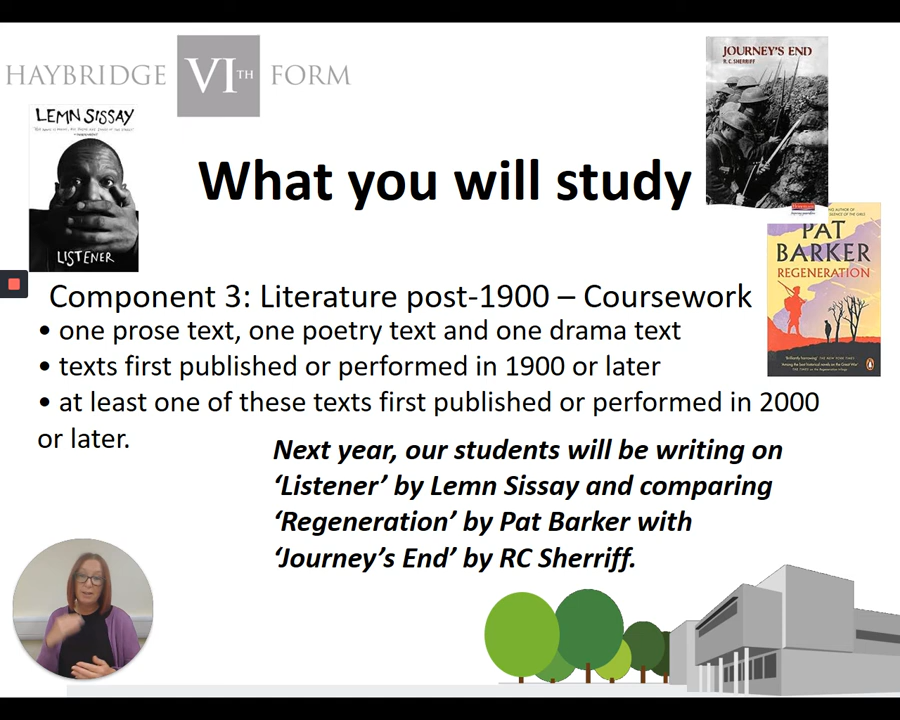 HAYBRIDGE VI TH FORM
JOURNEY'S END
R.C. SHERRIFF
LEMN SISSAY
LISTENER
What you will study
PAT
BARKER
REGENERATION
Component 3: Literature post-1900 – Coursework
• one prose text, one poetry text and one drama text
• texts first published or performed in 1900 or later
• at least one of these texts first published or performed in 2000
or later.
Next year, our students will be writing on
‘Listener’ by Lemn Sissay and comparing
‘Regeneration’ by Pat Barker with
‘Journey’s End’ by RC Sherriff.